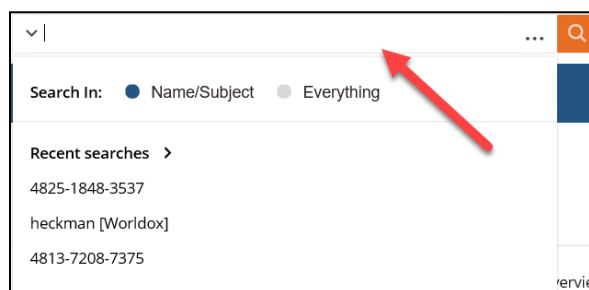 ...
Search In: Name/Subject Everything
Recent searches >
4825-1848-3537
heckman [Worldox]
4813-7208-7375